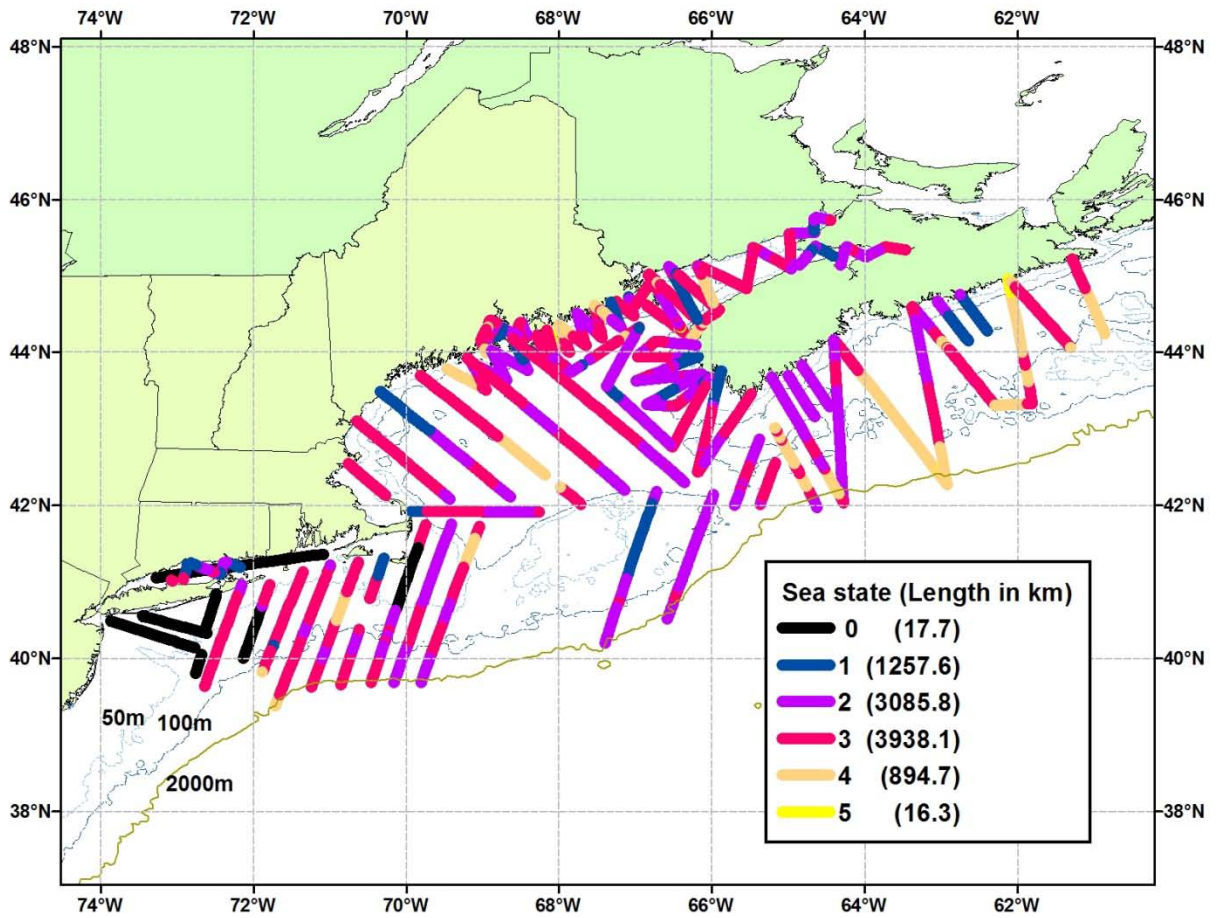 74°W 72°W 70°W 68°W 66°W 64°W 62°W
48°N 48°N
46°N 46°N
44°N 44°N
42°N 42°N
40°N 40°N
38°N 38°N
50m 100m
2000m
Sea state (Length in km)
0 (17.7)
1 (1257.6)
2 (3085.8)
3 (3938.1)
4 (894.7)
5 (16.3)
74°W 72°W 70°W 68°W 66°W 64°W 62°W